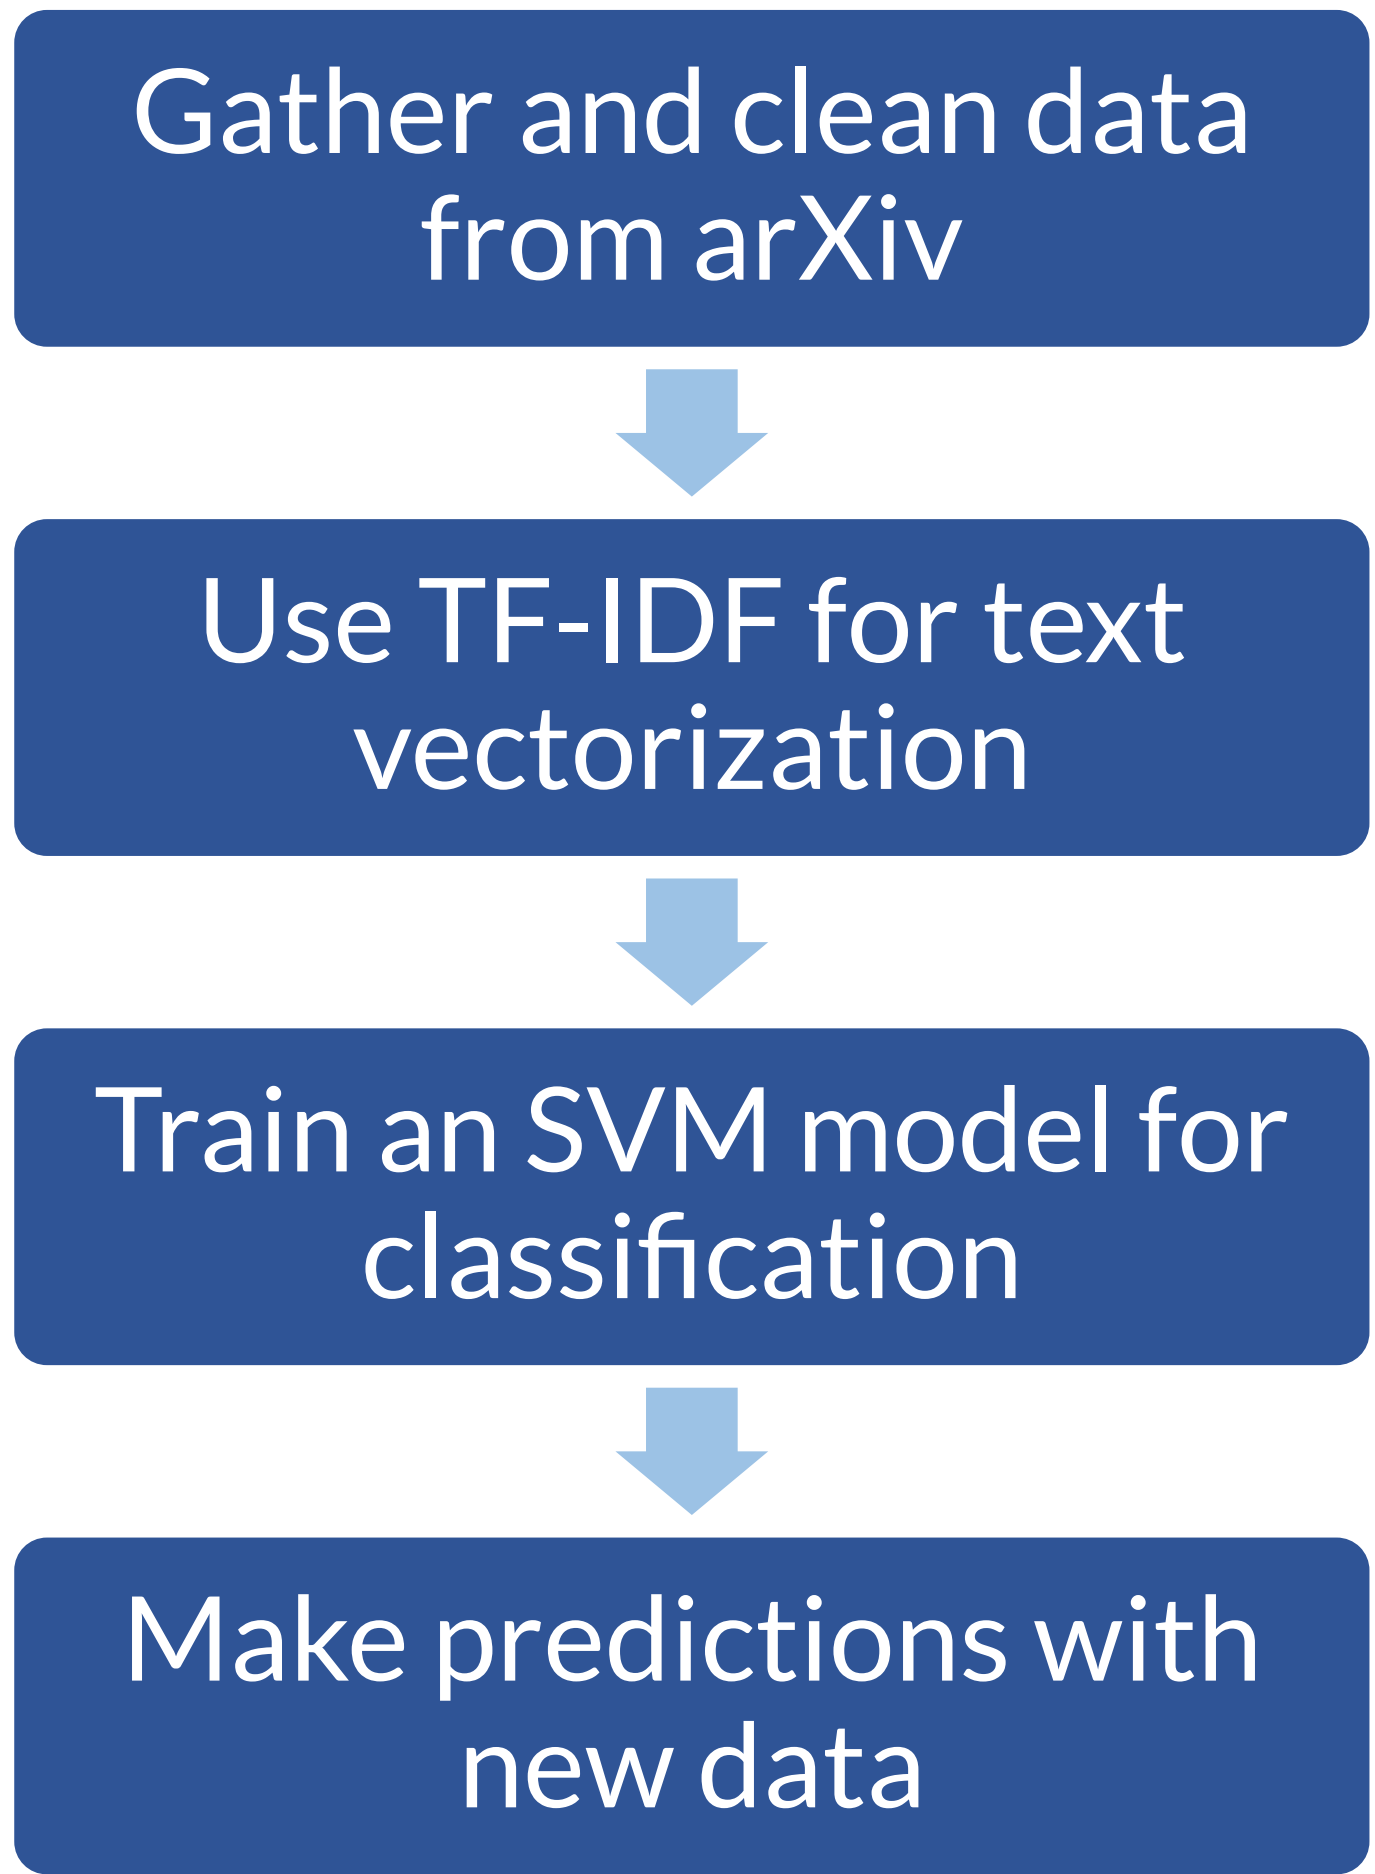 Gather and clean data
from arXiv
Use TF-IDF for text
vectorization
Train an SVM model for
classification
Make predictions with
new data